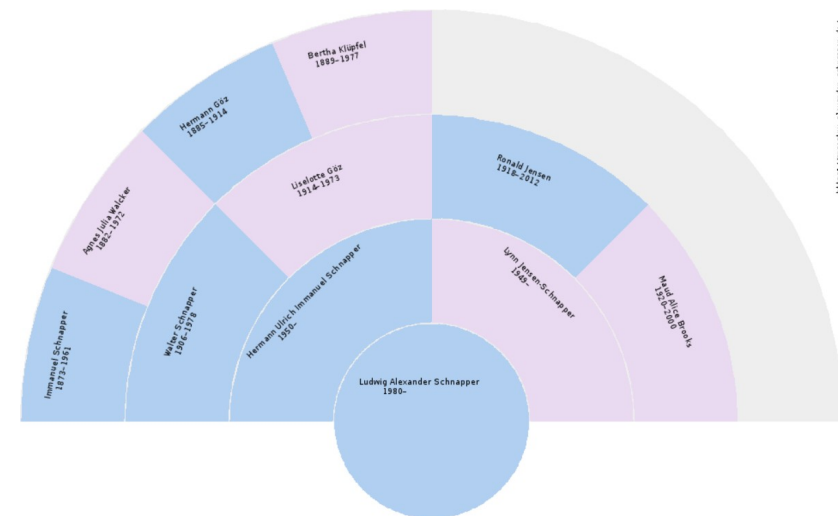 Bertha Klüpfel
1889–1977
Hermann Göz
1885–1914
Agnes Julia Walcker
1882–1972
Immanuel Schnapper
1873–1961
Liselotte Göz
1914–1973
Walter Schnapper
1906–1978
Ronald Jensen
1918–2012
Maud Alice Brooks
1920–2000
Hermann Ulrich Immanuel Schnapper
1950–
Lynn Jensen-Schnapper
1949–
Ludwig Alexander Schnapper
1980–